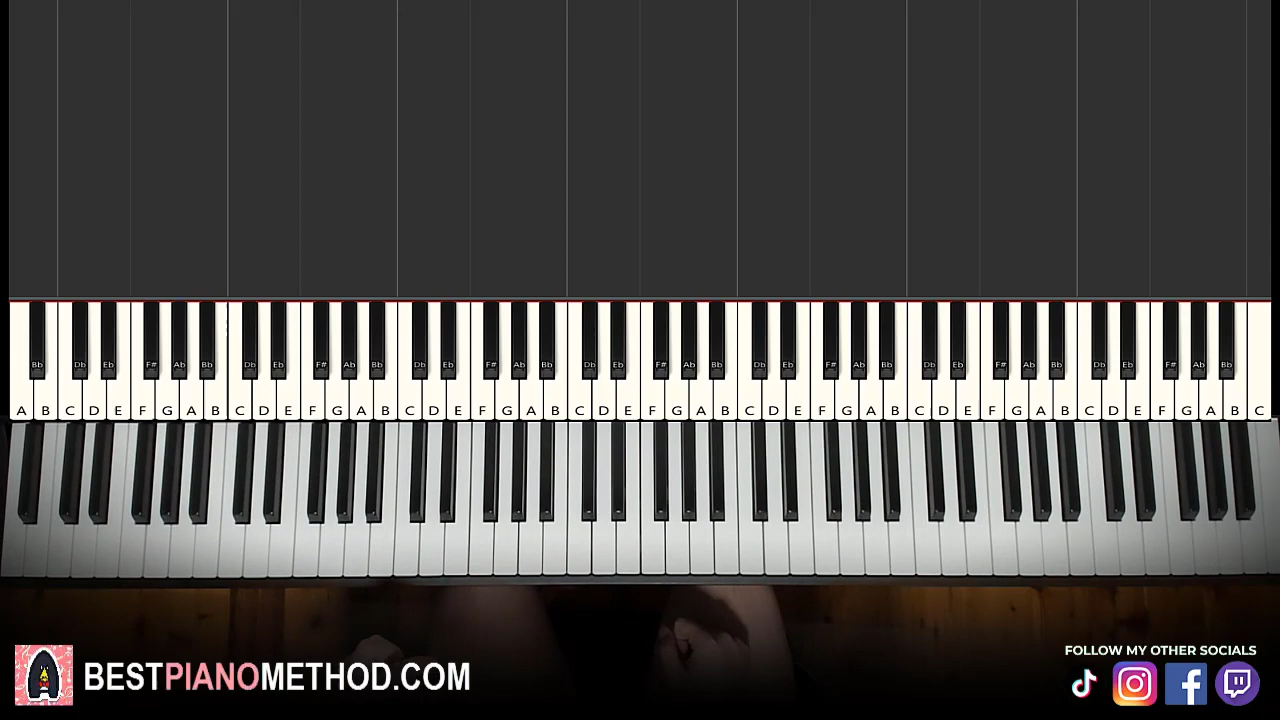 Bb Db Eb F# Ab Bb Db Eb F# Ab Bb Db Eb F# Ab Bb Db Eb F# Ab Bb Db Eb F# Ab Bb Db Eb F# Ab Bb Db Eb F# Ab Bb
A B C D E F G A B C D E F G A B C D E F G A B C D E F G A B C D E F G A B C D E F G A B C D E F G A B C
FOLLOW MY OTHER SOCIALS
BESTPIANOMETHOD.COM